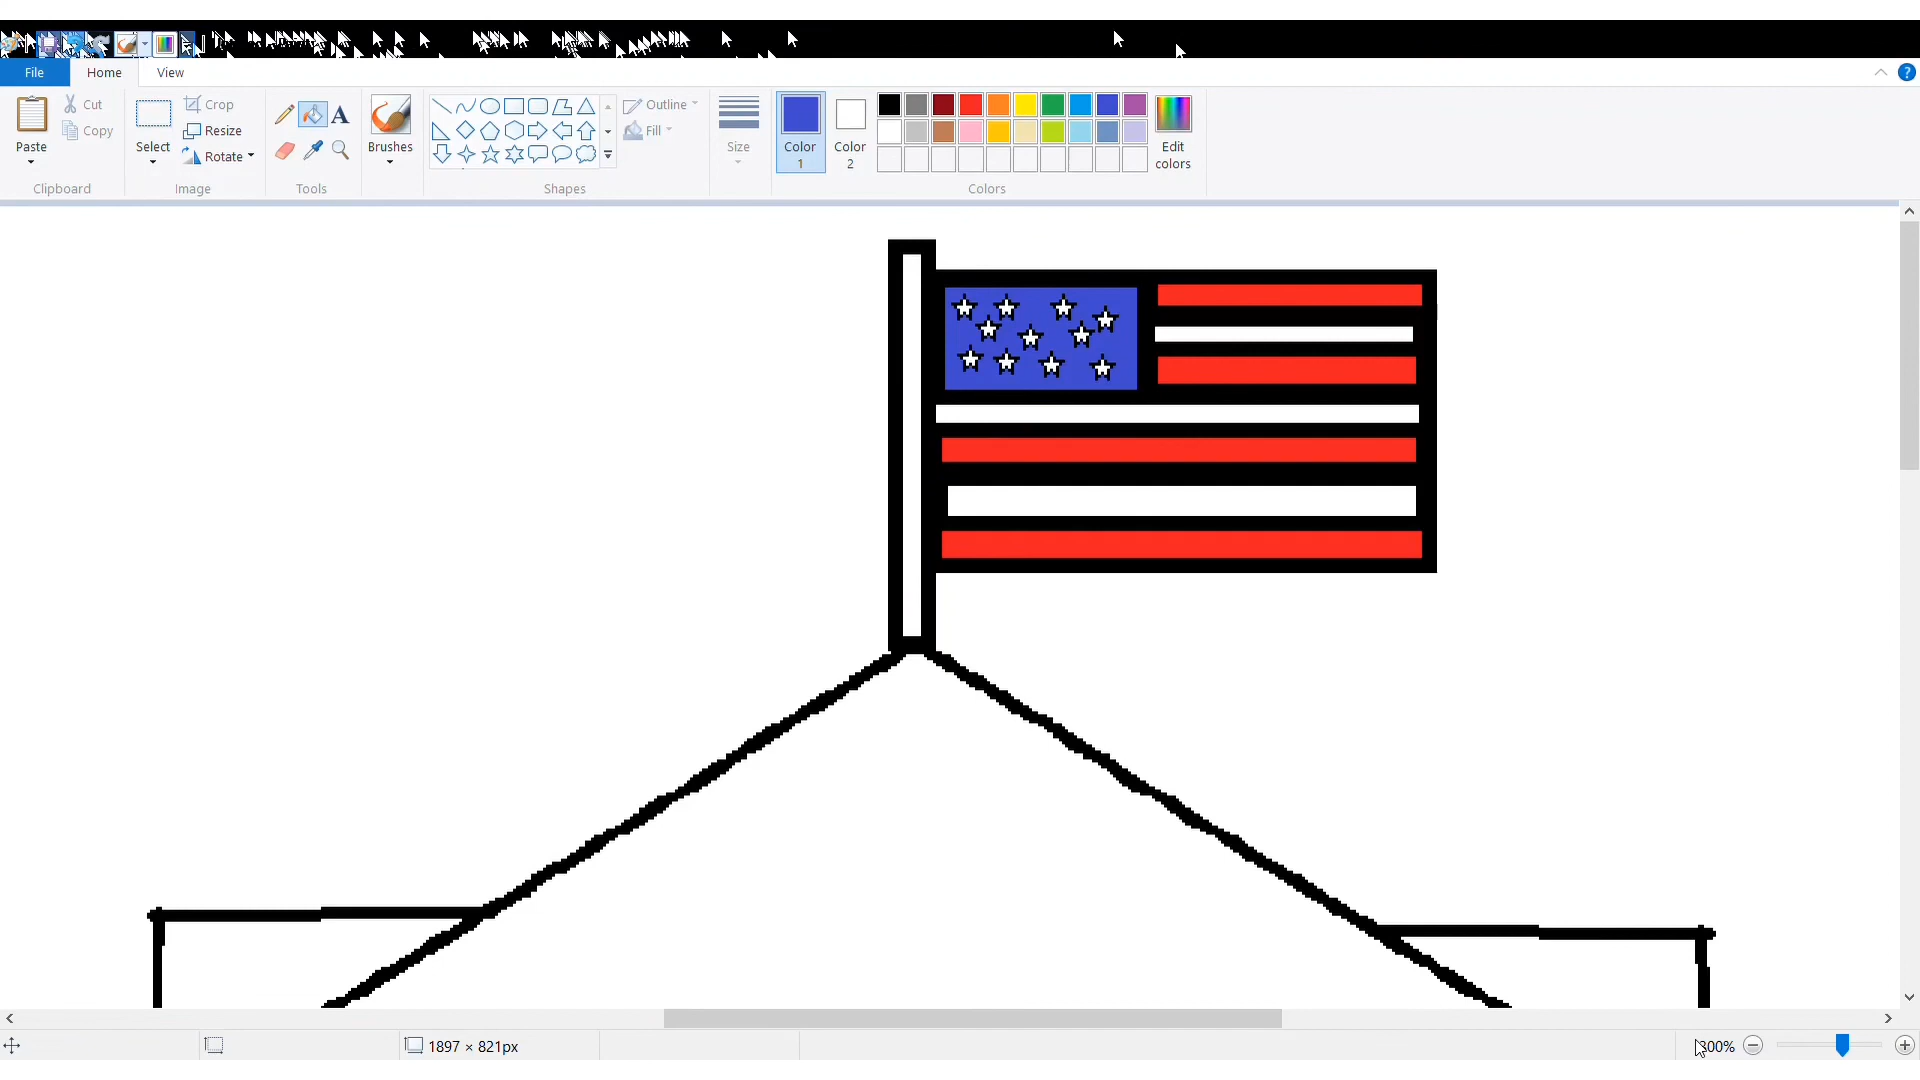 File Home View
Paste Cut Copy
Clipboard
Select Crop Resize Rotate
Image
A
Tools
Brushes
Shapes
Outline Fill
Size
Color 1
Color 2
Edit colors
Colors
?
1897 × 821px
300%